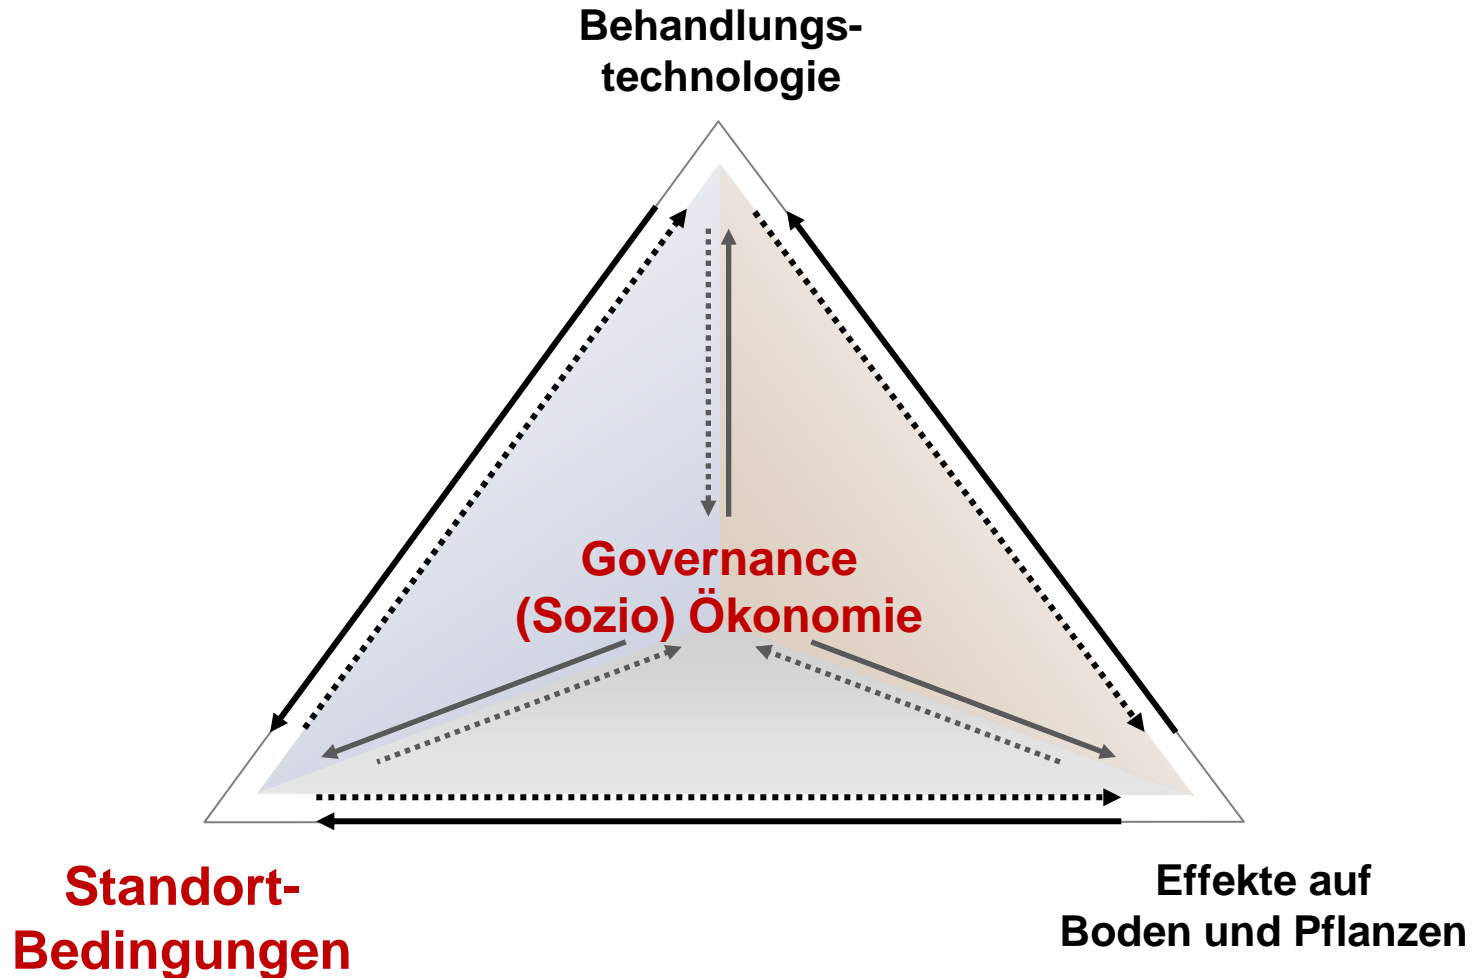 Behandlungs-
technologie
Governance
(Sozio) Ökonomie
Standort-
Bedingungen
Effekte auf
Boden und Pflanzen